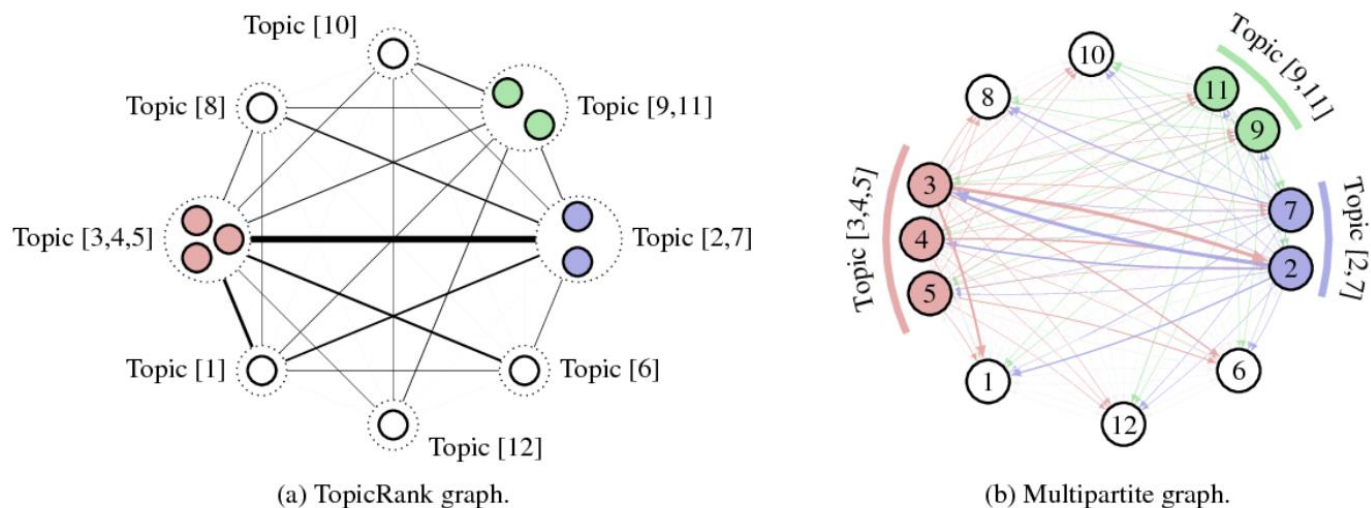 Topic [10]
Topic [8]
Topic [9,11]
Topic [3,4,5]
Topic [2,7]
Topic [1]
Topic [6]
Topic [12]
(a) TopicRank graph.
10
11
Topic [9,11]
8
9
3
Topic [3,4,5]
7
4
Topic [2,7]
2
5
1
6
12
(b) Multipartite graph.